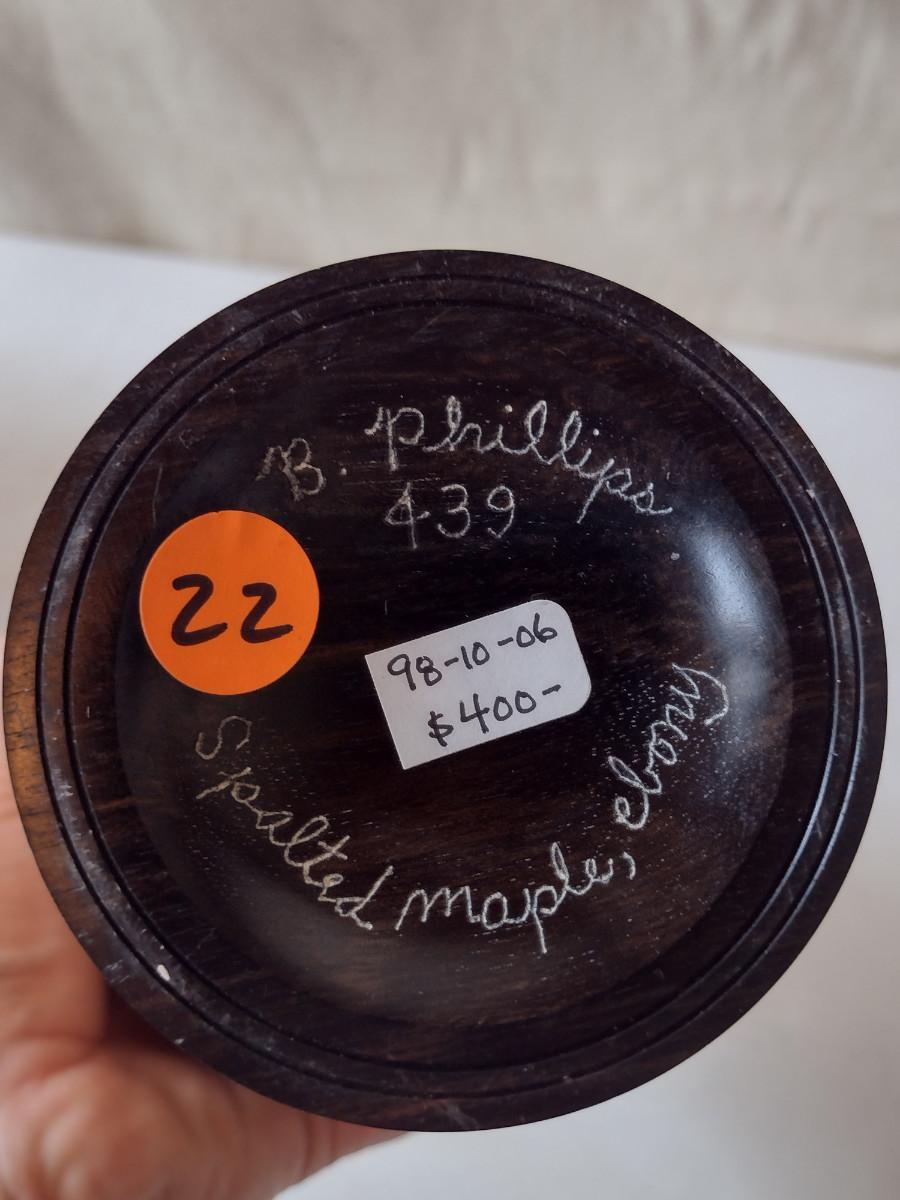 B. Phillips
439
22
98-10-06
$400-
Spalted maple, ebony